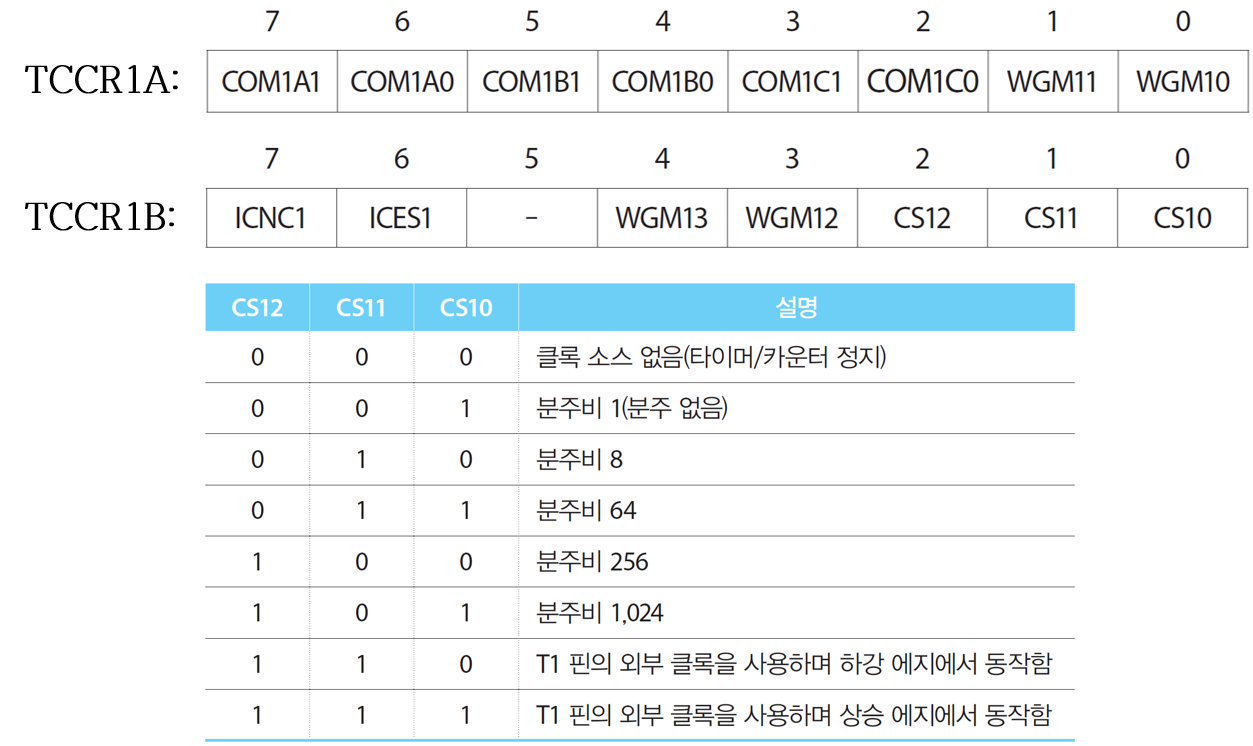 7 6 5 4 3 2 1 0
TCCR1A: COM1A1 COM1A0 COM1B1 COM1B0 COM1C1 COM1C0 WGM11 WGM10
7 6 5 4 3 2 1 0
TCCR1B: ICNC1 ICES1 – WGM13 WGM12 CS12 CS11 CS10
CS12 CS11 CS10 설명
0 0 0 클록 소스 없음(타이머/카운터 정지)
0 0 1 분주비 1(분주 없음)
0 1 0 분주비 8
0 1 1 분주비 64
1 0 0 분주비 256
1 0 1 분주비 1,024
1 1 0 T1 핀의 외부 클록을 사용하며 하강 에지에서 동작함
1 1 1 T1 핀의 외부 클록을 사용하며 상승 에지에서 동작함